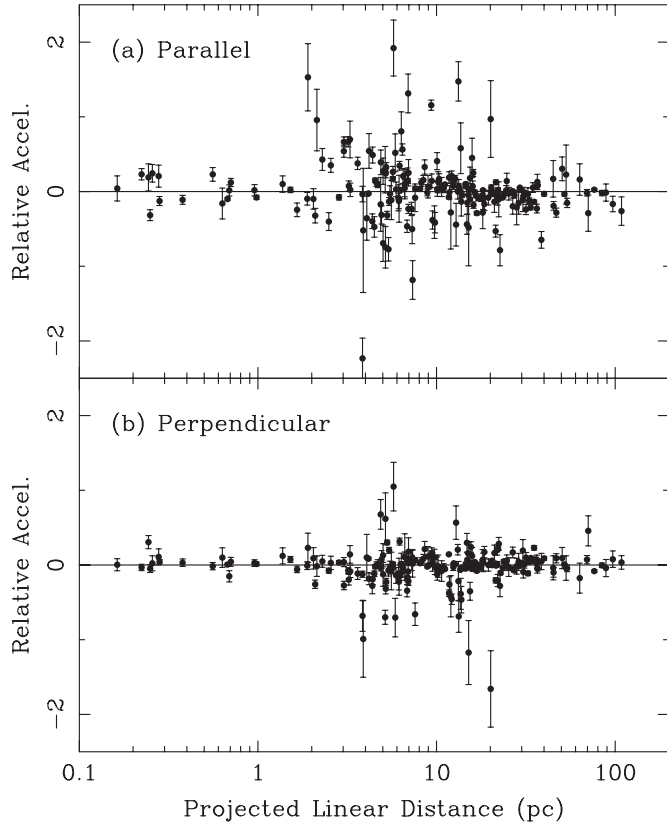 (a) Parallel
Relative Accel.
2
0
−2
(b) Perpendicular
Relative Accel.
2
0
−2
0.1 1 10 100
Projected Linear Distance (pc)